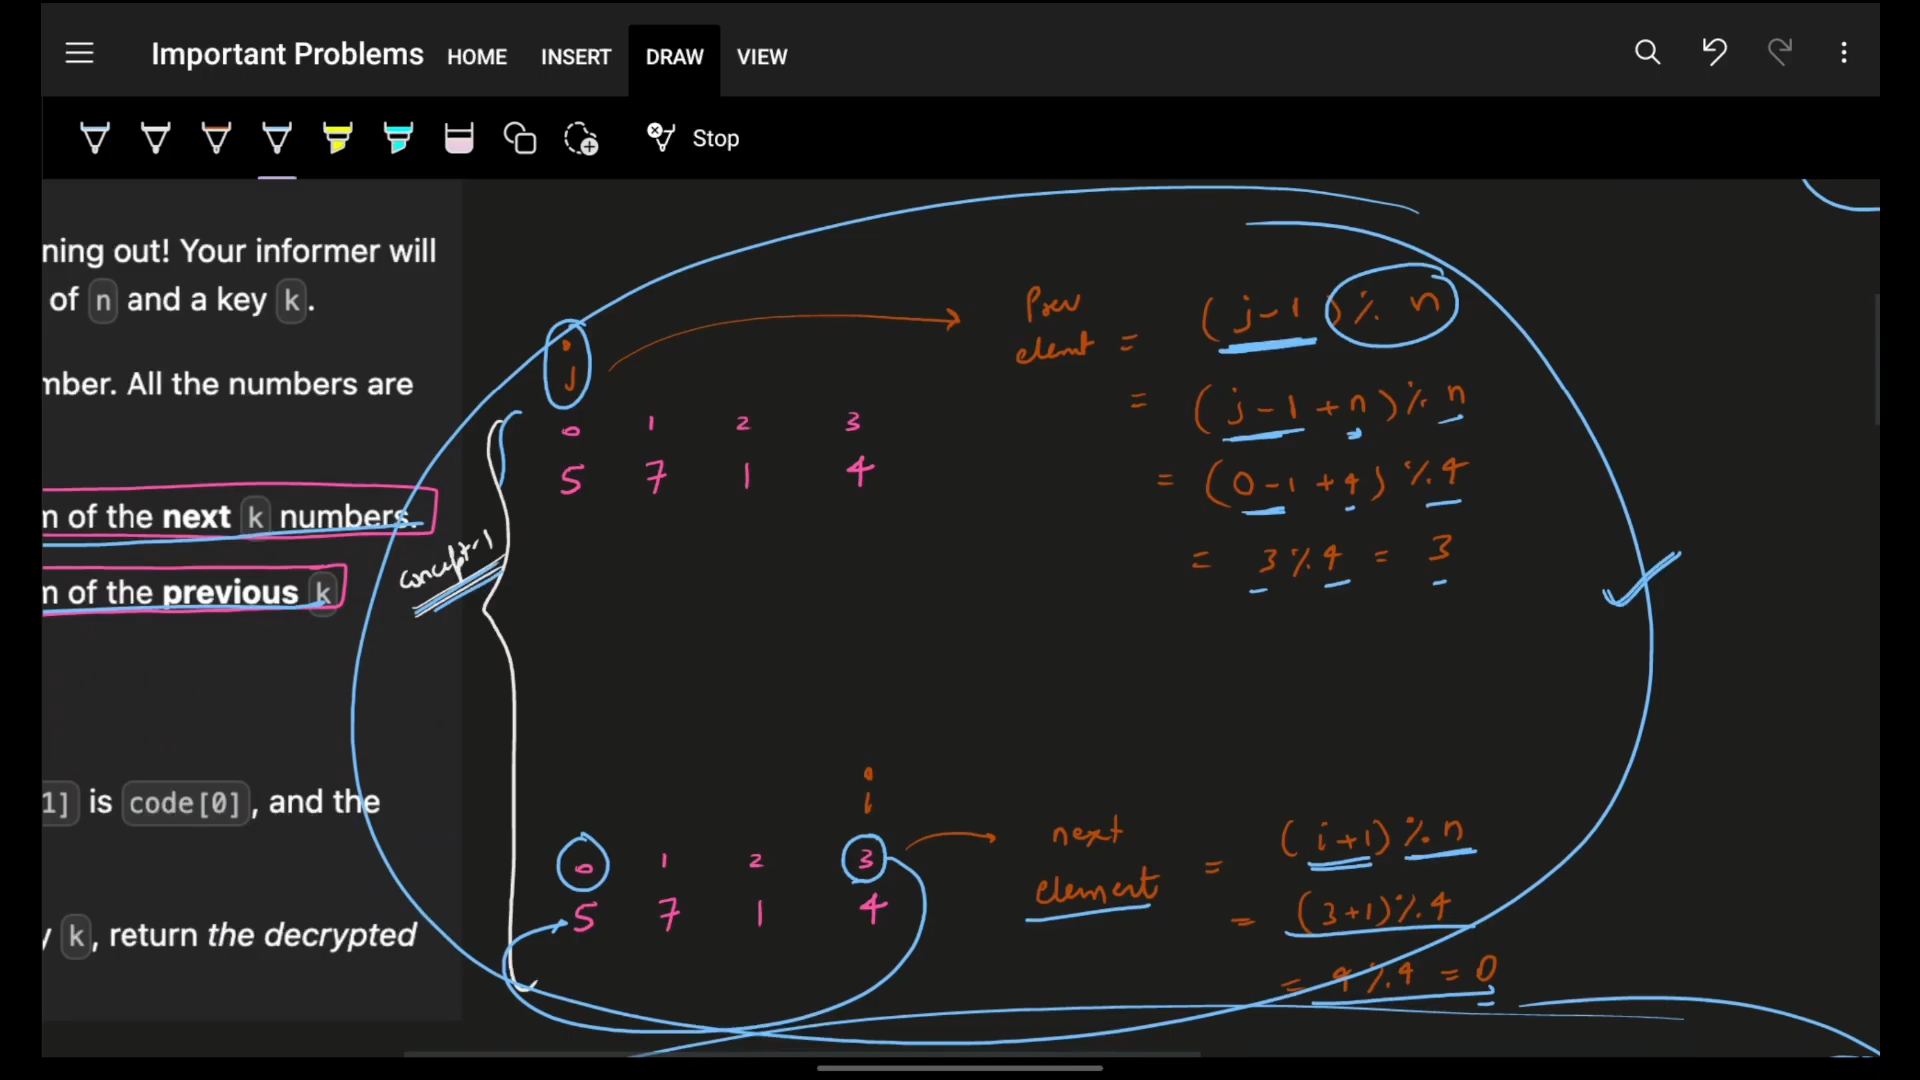 Important Problems HOME INSERT DRAW VIEW
Stop
ning out! Your informer will
of n and a key k.
mber. All the numbers are
m of the next k numbers.
m of the previous k
1] is code[0], and the
y k, return the decrypted
concept-1
j
0 1 2 3
5 7 1 4
Prev
elemt = (j-1)% n
= (j-1+n)% n
= (0-1+4)%4
= 3%4 = 3
i
0 1 2 3
5 7 1 4
next
element = (i+1)% n
= (3+1)%4
= 4%4 = 0